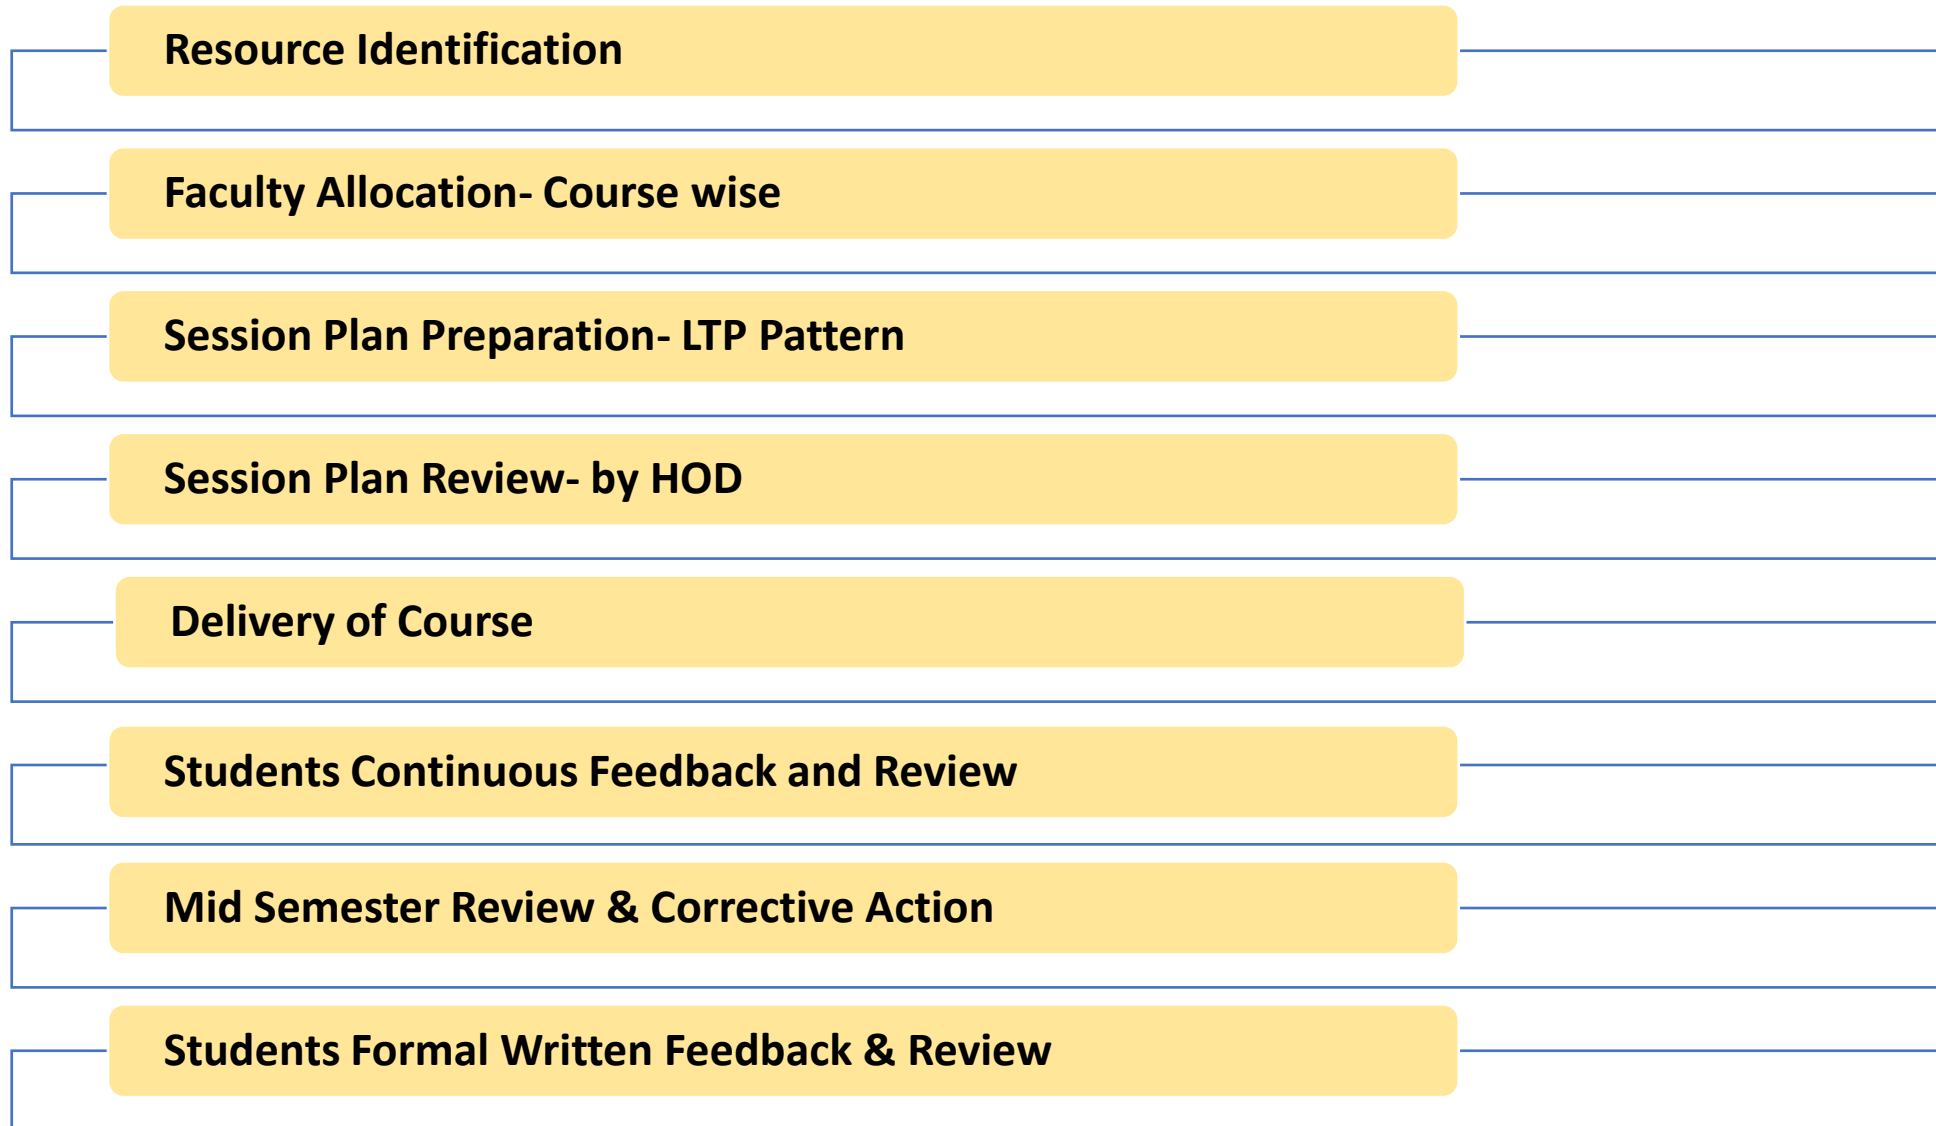 Resource Identification
Faculty Allocation- Course wise
Session Plan Preparation- LTP Pattern
Session Plan Review- by HOD
Delivery of Course
Students Continuous Feedback and Review
Mid Semester Review & Corrective Action
Students Formal Written Feedback & Review